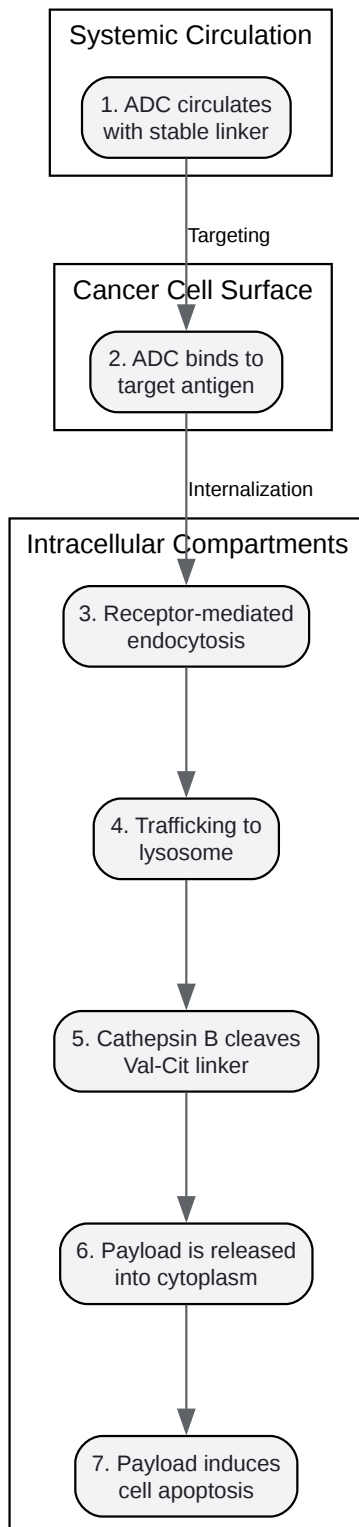 Systemic Circulation
1. ADC circulates
with stable linker
Targeting
Cancer Cell Surface
2. ADC binds to
target antigen
Internalization
Intracellular Compartments
3. Receptor-mediated
endocytosis
4. Trafficking to
lysosome
5. Cathepsin B cleaves
Val-Cit linker
6. Payload is released
into cytoplasm
7. Payload induces
cell apoptosis